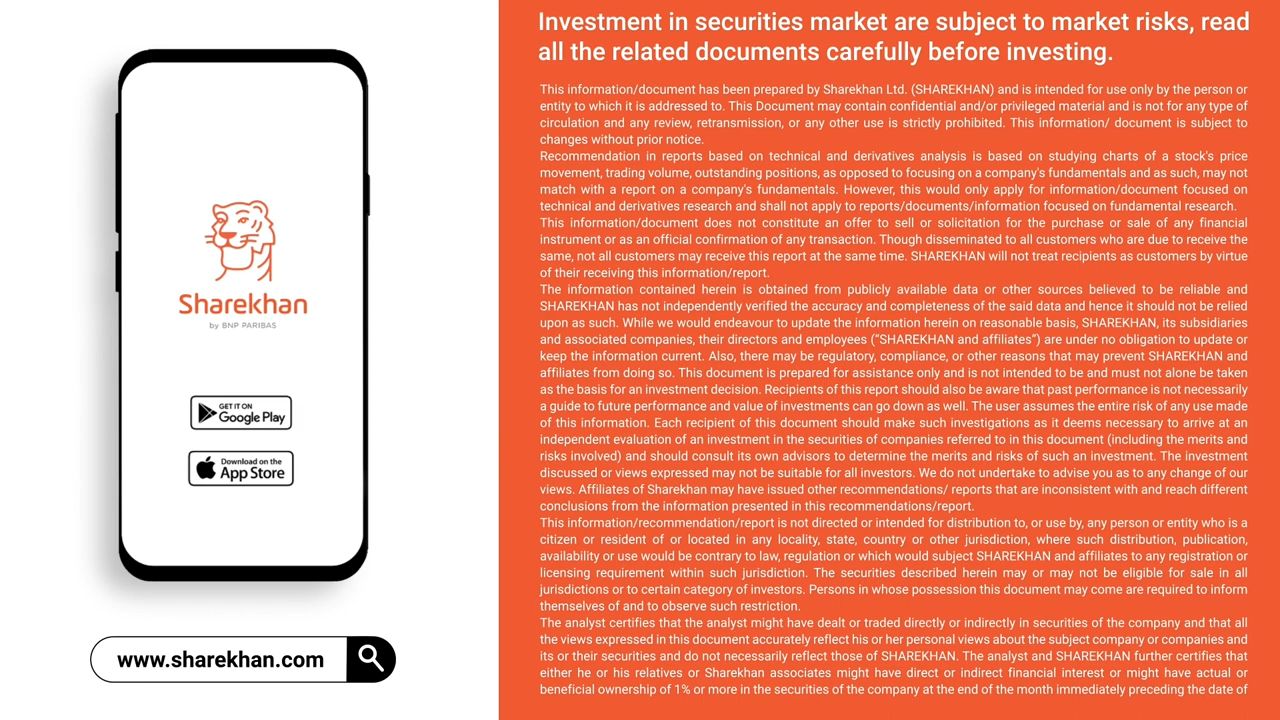 Sharekhan
by BNP PARIBAS
GET IT ON
Google Play
Download on the
App Store
www.sharekhan.com
Investment in securities market are subject to market risks, read
all the related documents carefully before investing.
This information/document has been prepared by Sharekhan Ltd. (SHAREKHAN) and is intended for use only by the person or
entity to which it is addressed to. This Document may contain confidential and/or privileged material and is not for any type of
circulation and any review, retransmission, or any other use is strictly prohibited. This information/ document is subject to
changes without prior notice.
Recommendation in reports based on technical and derivatives analysis is based on studying charts of a stock's price
movement, trading volume, outstanding positions, as opposed to focusing on a company's fundamentals and as such, may not
match with a report on a company's fundamentals. However, this would only apply for information/document focused on
technical and derivatives research and shall not apply to reports/documents/information focused on fundamental research.
This information/document does not constitute an offer to sell or solicitation for the purchase or sale of any financial
instrument or as an official confirmation of any transaction. Though disseminated to all customers who are due to receive the
same, not all customers may receive this report at the same time. SHAREKHAN will not treat recipients as customers by virtue
of their receiving this information/report.
The information contained herein is obtained from publicly available data or other sources believed to be reliable and
SHAREKHAN has not independently verified the accuracy and completeness of the said data and hence it should not be relied
upon as such. While we would endeavour to update the information herein on reasonable basis, SHAREKHAN, its subsidiaries
and associated companies, their directors and employees (“SHAREKHAN and affiliates”) are under no obligation to update or
keep the information current. Also, there may be regulatory, compliance, or other reasons that may prevent SHAREKHAN and
affiliates from doing so. This document is prepared for assistance only and is not intended to be and must not alone be taken
as the basis for an investment decision. Recipients of this report should also be aware that past performance is not necessarily
a guide to future performance and value of investments can go down as well. The user assumes the entire risk of any use made
of this information. Each recipient of this document should make such investigations as it deems necessary to arrive at an
independent evaluation of an investment in the securities of companies referred to in this document (including the merits and
risks involved) and should consult its own advisors to determine the merits and risks of such an investment. The investment
discussed or views expressed may not be suitable for all investors. We do not undertake to advise you as to any change of our
views. Affiliates of Sharekhan may have issued other recommendations/ reports that are inconsistent with and reach different
conclusions from the information presented in this recommendations/report.
This information/recommendation/report is not directed or intended for distribution to, or use by, any person or entity who is a
citizen or resident of or located in any locality, state, country or other jurisdiction, where such distribution, publication,
availability or use would be contrary to law, regulation or which would subject SHAREKHAN and affiliates to any registration or
licensing requirement within such jurisdiction. The securities described herein may or may not be eligible for sale in all
jurisdictions or to certain category of investors. Persons in whose possession this document may come are required to inform
themselves of and to observe such restriction.
The analyst certifies that the analyst might have dealt or traded directly or indirectly in securities of the company and that all
the views expressed in this document accurately reflect his or her personal views about the subject company or companies and
its or their securities and do not necessarily reflect those of SHAREKHAN. The analyst and SHAREKHAN further certifies that
either he or his relatives or Sharekhan associates might have direct or indirect financial interest or might have actual or
beneficial ownership of 1% or more in the securities of the company at the end of the month immediately preceding the date of